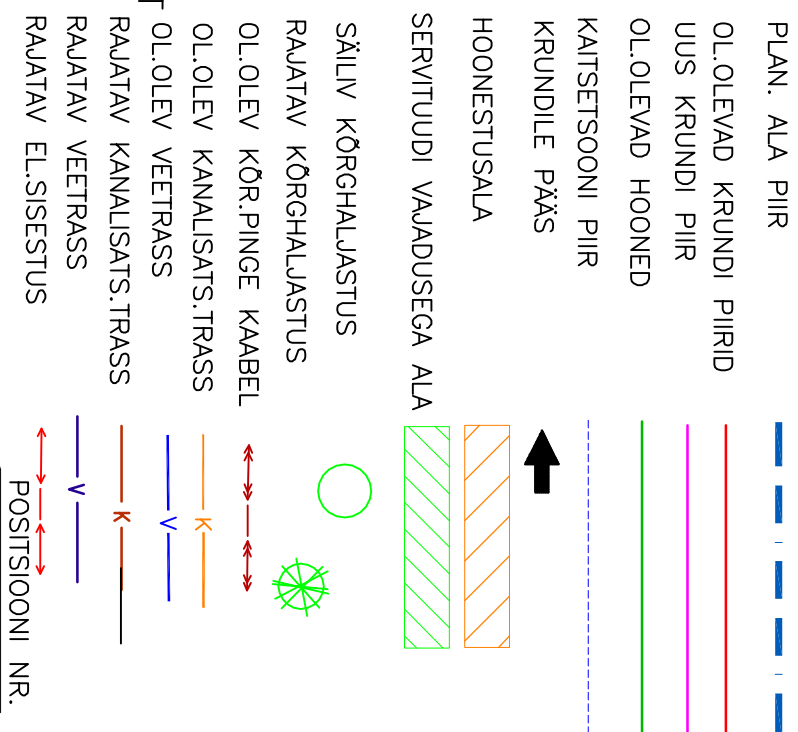 PLAN. ALA PIIR
OL.OLEVAD KRUNDI PIIRID
UUS KRUNDI PIIR
OL.OLEVAD HOONED
KAITSETSOONI PIIR
KRUNDILE PÄÄS
HOONESTUSALA
SERVITUUDI VAJADUSEGA ALA
SÄILIV KÕRGHALJASTUS
RAJATAV KÕRGHALJASTUS
OL.OLEV KÕR.PINGE KAABEL
OL.OLEV KANALISATS.TRASS K
OL.OLEV VEETRASS V
RAJATAV KANALISATS.TRASS K
RAJATAV VEETRASS V
RAJATAV EL.SISESTUS
POSITSIOONI NR.